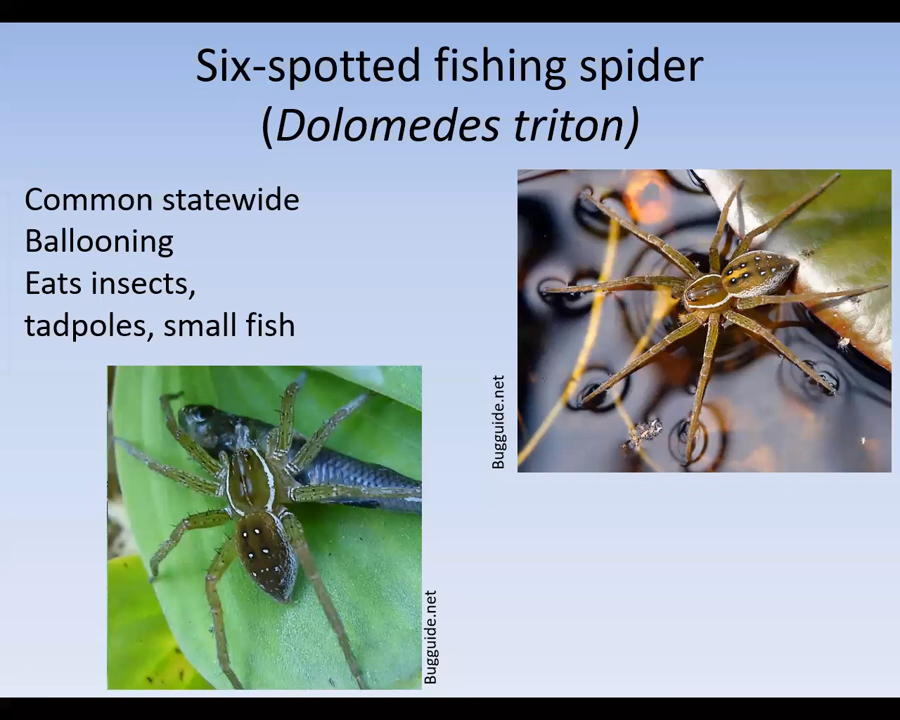 Six-spotted fishing spider
(Dolomedes triton)
Common statewide
Ballooning
Eats insects,
tadpoles, small fish
Bugguide.net
Bugguide.net